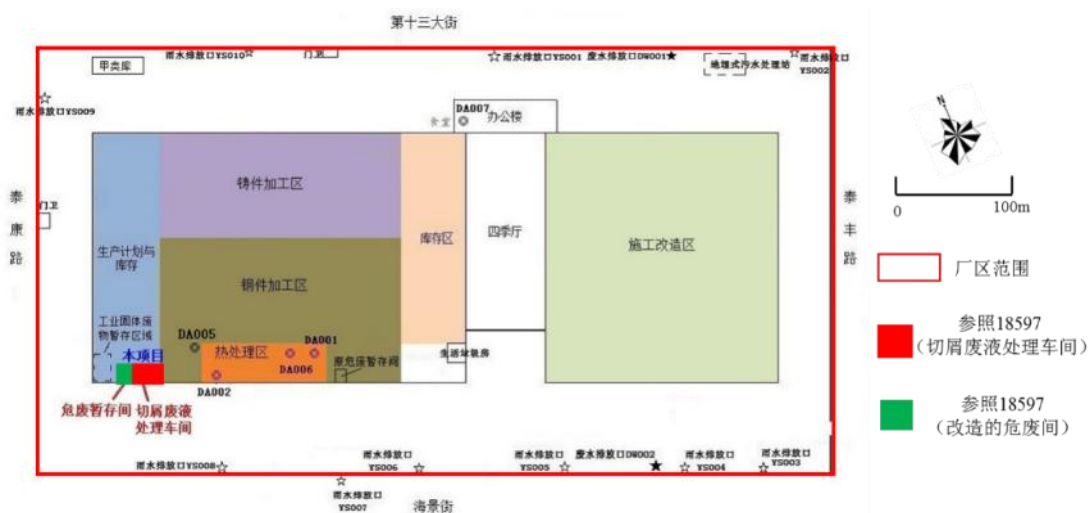 第十三大街
雨水排放口YS010
门卫
雨水排放口YS001
废水排放口DW001
地埋式污水处理站
雨水排放口
YS002
甲类库
雨水排放口YS009
DA007
食堂
办公楼
N
0
100m
泰康路
门卫
铸件加工区
库存区
四季厅
施工改造区
泰丰路
生产计划与
库存
钢件加工区
厂区范围
工业固体废
物暂存区域
DA005
热处理区
DA001
DA006
DA002
本项目
生活垃圾房
原危废暂存间
参照18597
(切屑废液处理车间)
危废暂存间
切屑废液
处理车间
参照18597
(改造的危废间)
雨水排放口YS008
雨水排放口
YS006
雨水排放口
YS005
废水排放口DW002
雨水排放口
YS004
雨水排放口
YS003
雨水排放口
YS007
海景街